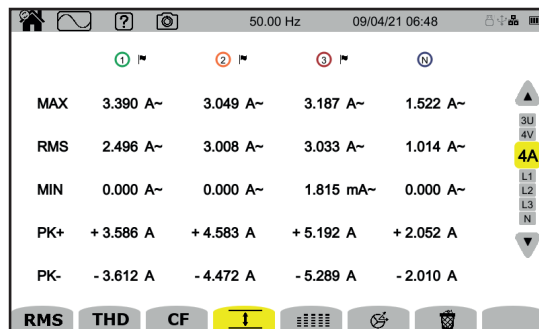 ? 50.00 Hz 09/04/21 06:48
1 2 3 N
MAX 3.390 A~ 3.049 A~ 3.187 A~ 1.522 A~
RMS 2.496 A~ 3.008 A~ 3.033 A~ 1.014 A~
MIN 0.000 A~ 0.000 A~ 1.815 mA~ 0.000 A~
PK+ + 3.586 A + 4.583 A + 5.192 A + 2.052 A
PK- - 3.612 A - 4.472 A - 5.289 A - 2.010 A
3U
4V
4A
L1
L2
L3
N
RMS THD CF